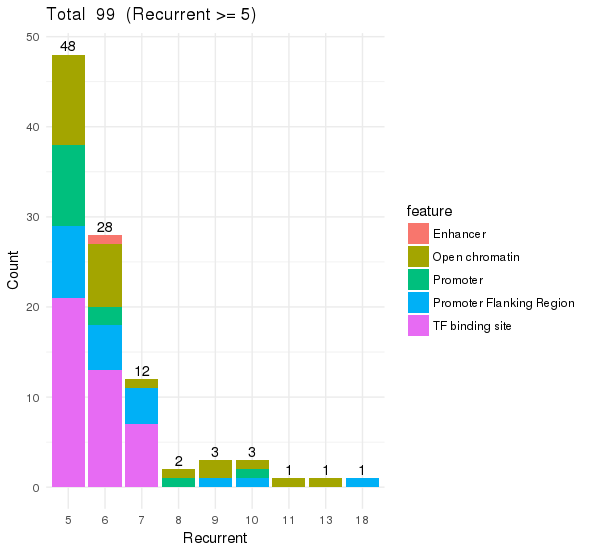 Total 99 (Recurrent >= 5)
50
40
30
20
10
0
Count
48
28
12
2
3
3
1
1
1
5 6 7 8 9 10 11 13 18
Recurrent
feature
Enhancer
Open chromatin
Promoter
Promoter Flanking Region
TF binding site